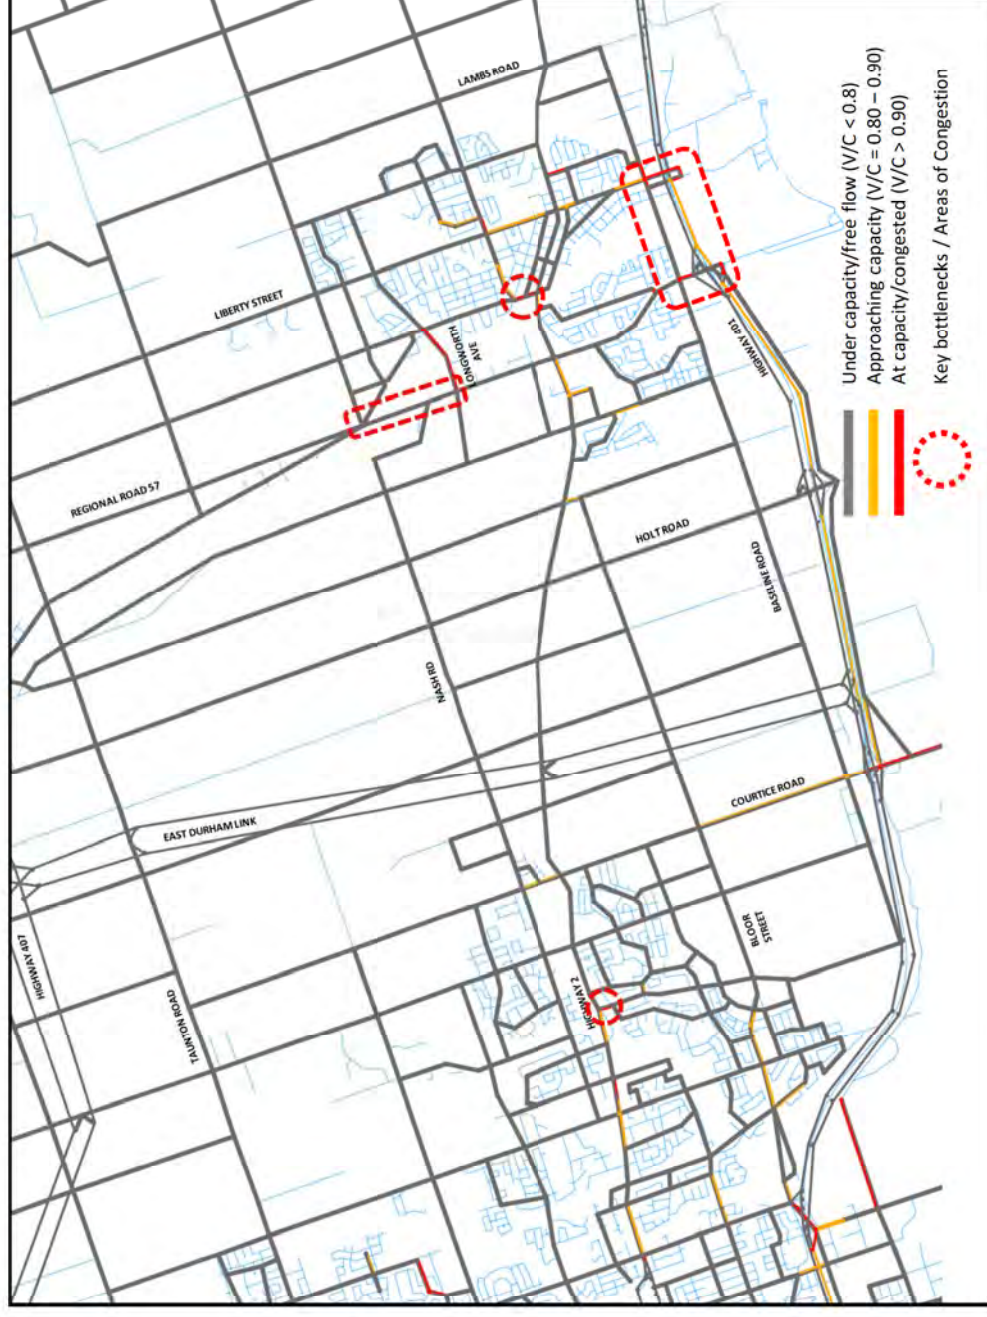 LAMBS ROAD
LIBERTY STREET
LONGWORTH
AVE
REGIONAL ROAD 57
HIGHWAY 401
HOLT ROAD
BASELINE ROAD
NASH RD
COURTICE ROAD
EAST DURHAM LINK
BLOOR
STREET
HIGHWAY 2
HIGHWAY 407
TAUNTON ROAD
Under capacity/free flow (V/C < 0.8)
Approaching capacity (V/C = 0.80 – 0.90)
At capacity/congested (V/C > 0.90)
Key bottlenecks / Areas of Congestion